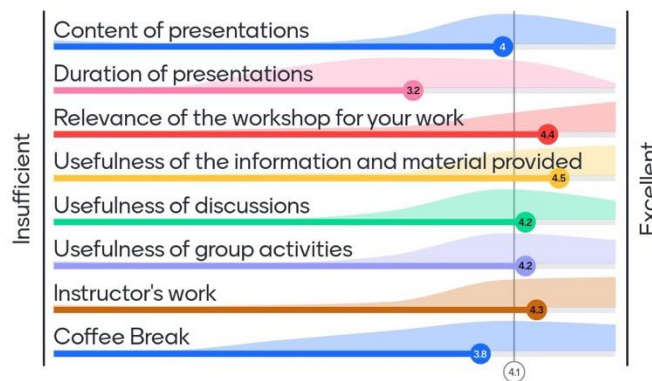 Insufficient
Content of presentations
4
Duration of presentations
3.2
Relevance of the workshop for your work
4.4
Usefulness of the information and material provided
4.5
Usefulness of discussions
4.2
Usefulness of group activities
4.2
Instructor's work
4.3
Coffee Break
3.8
4.1
Excellent